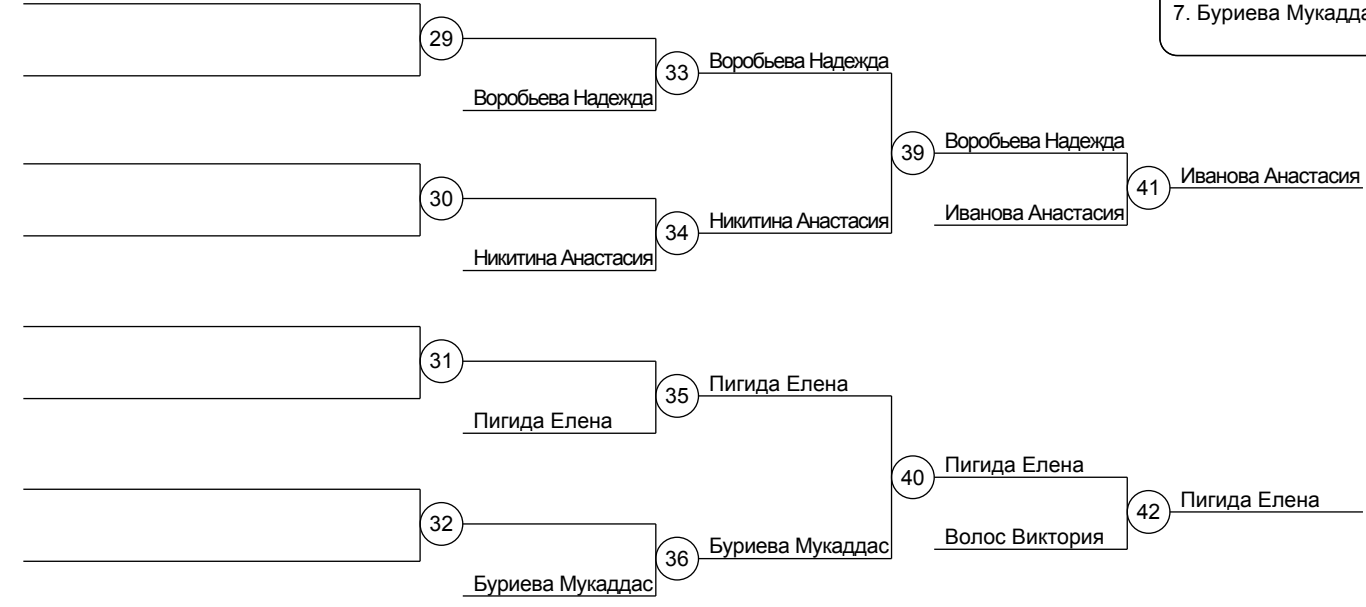 7. Буриева Мукадда
29
33
Воробьева Надежда
Воробьева Надежда
39
Воробьева Надежда
41
Иванова Анастасия
30
34
Никитина Анастасия
Иванова Анастасия
Никитина Анастасия
31
35
Пигида Елена
Пигида Елена
40
Пигида Елена
42
Пигида Елена
32
36
Буриева Мукаддас
Волос Виктория
Буриева Мукаддас